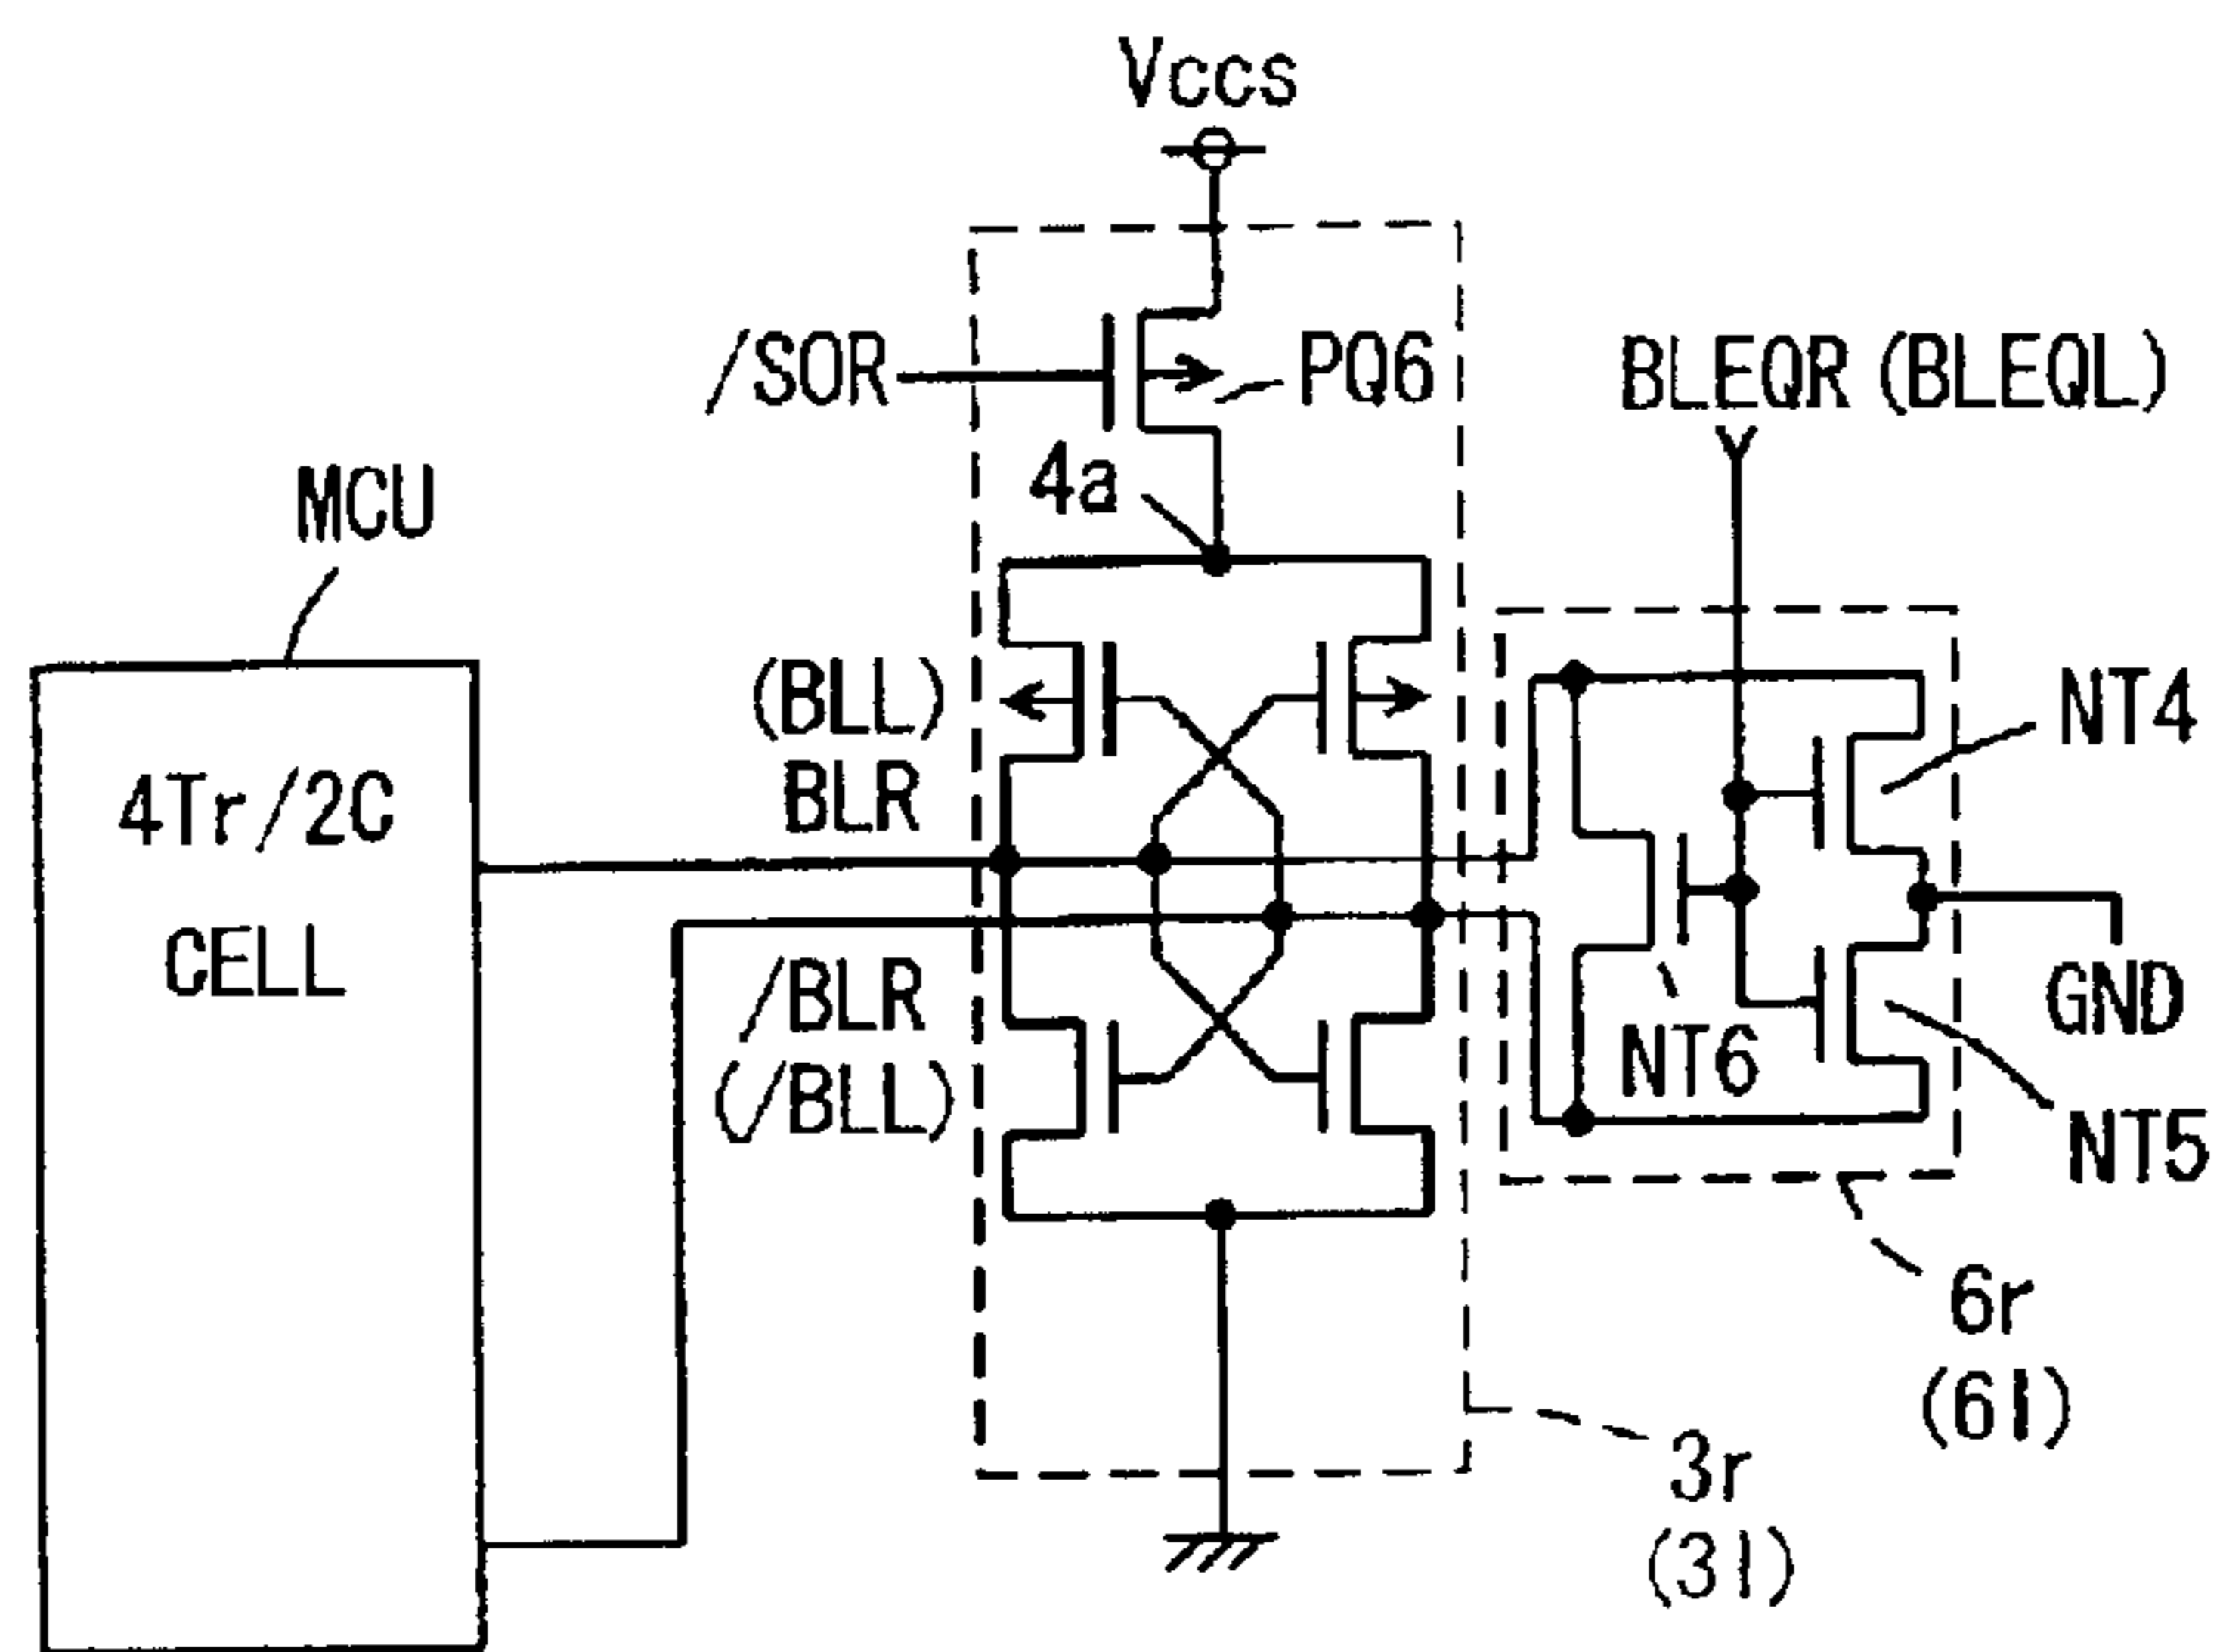 Vccs
/SOR
PQ6
BLEQR (BLEQL)
4a
MCU
(BLL)
BLR
NT4
4Tr/2C
CELL
/BLR
(/BLL)
NT6
GND
NT5
6r
(6l)
3r
(3l)